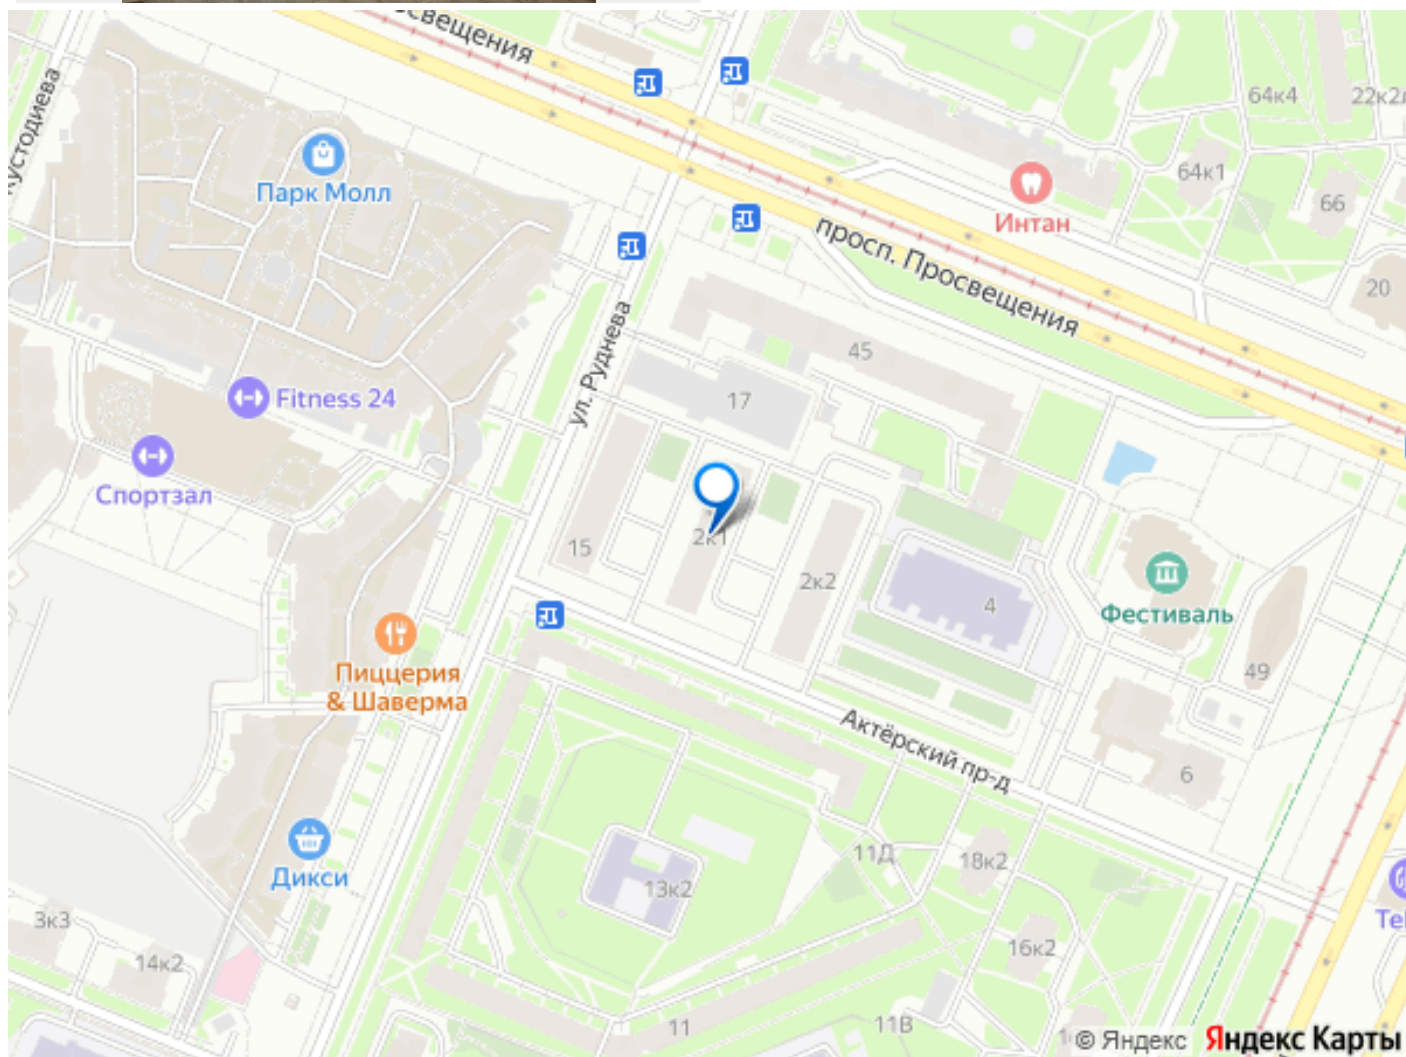 свещения
Кустодиева
64к4
22к2
Парк Молл
64к1
66
Интан
просп. Просвещения
20
ул. Руднева
45
Fitness 24
17
Спортзал
15
2к1
2к2
4
Фестиваль
49
Пиццерия
& Шаверма
Актёрский пр-д
6
11Д
18к2
Дикси
13к2
Te
3к3
14к2
16к2
11
11В
© Яндекс Яндекс Карты